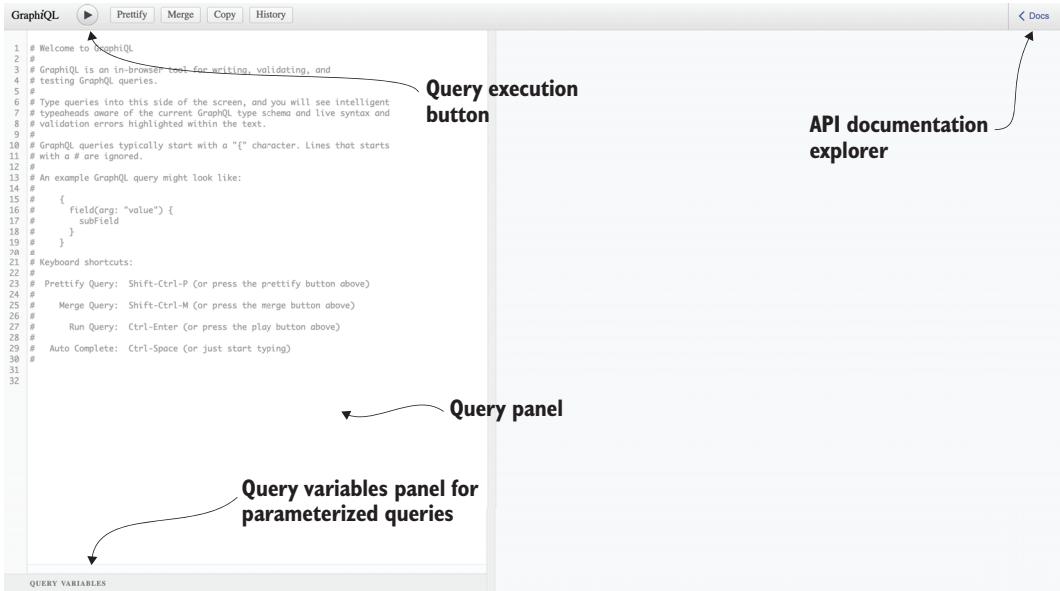 GraphiQL Prettify Merge Copy History Docs
1 # Welcome to GraphiQL
2 #
3 # GraphiQL is an in-browser tool for writing, validating, and
4 # testing GraphQL queries.
5 #
6 # Type queries into this side of the screen, and you will see intelligent
7 # typeaheads aware of the current GraphQL type schema and live syntax and
8 # validation errors highlighted within the text.
9 #
10 # GraphQL queries typically start with a "{" character. Lines that starts
11 # with a # are ignored.
12 #
13 # An example GraphQL query might look like:
14 #
15 #     {
16 #       field(arg: "value") {
17 #         subField
18 #       }
19 #     }
20 #
21 # Keyboard shortcuts:
22 #
23 #  Prettify Query:  Shift-Ctrl-P (or press the prettify button above)
24 #
25 #     Merge Query:  Shift-Ctrl-M (or press the merge button above)
26 #
27 #       Run Query:  Ctrl-Enter (or press the play button above)
28 #
29 #   Auto Complete:  Ctrl-Space (or just start typing)
30 #
31
32
Query execution
button
API documentation
explorer
Query panel
Query variables panel for
parameterized queries
QUERY VARIABLES